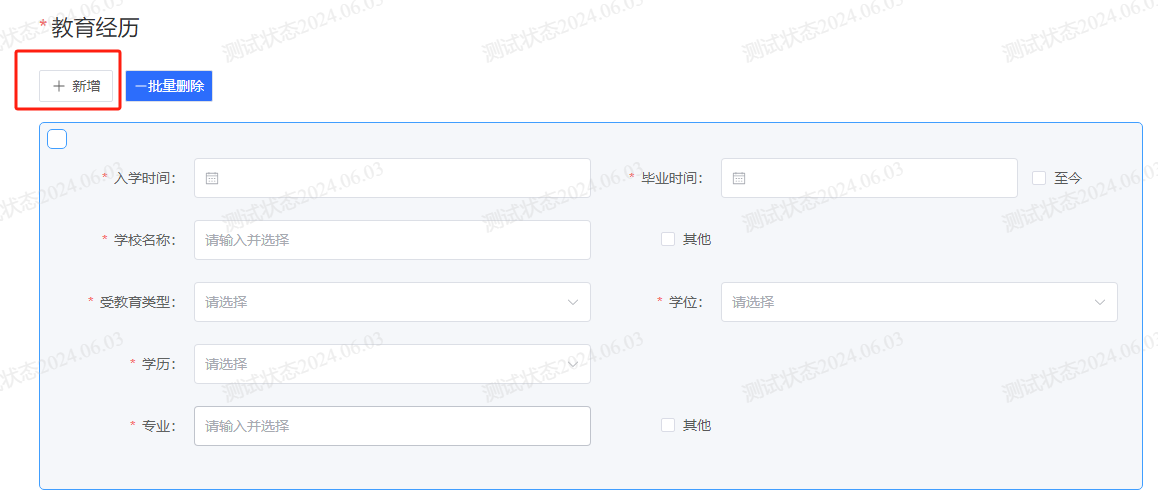 * 教育经历
+ 新增 一批量删除
* 入学时间： * 毕业时间： 至今
* 学校名称： 请输入并选择 其他
* 受教育类型： 请选择 * 学位： 请选择
* 学历： 请选择
* 专业： 请输入并选择 其他
测试状态2024.06.03